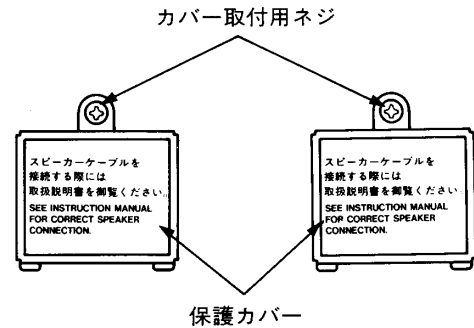 カバー取付用ネジ
スピーカーケーブルを
接続する際には
取扱説明書を御覧ください。
SEE INSTRUCTION MANUAL
FOR CORRECT SPEAKER
CONNECTION.
スピーカーケーブルを
接続する際には
取扱説明書を御覧ください
SEE INSTRUCTION MANUAL
FOR CORRECT SPEAKER
CONNECTION.
保護カバー